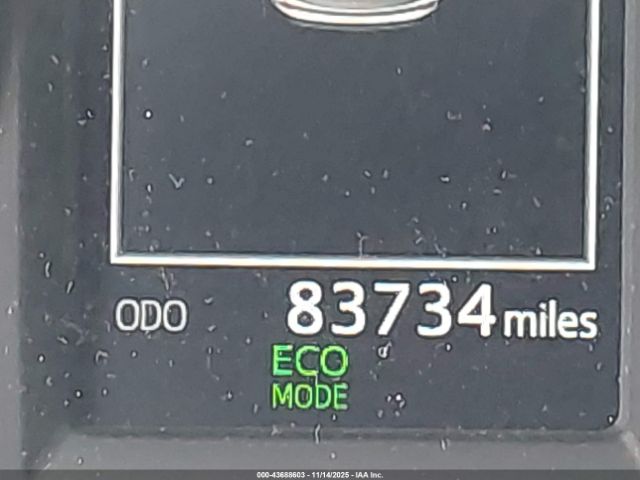 ODO 83734 miles
ECO
MODE
000-43688603 - 11/14/2025 - IAA Inc.